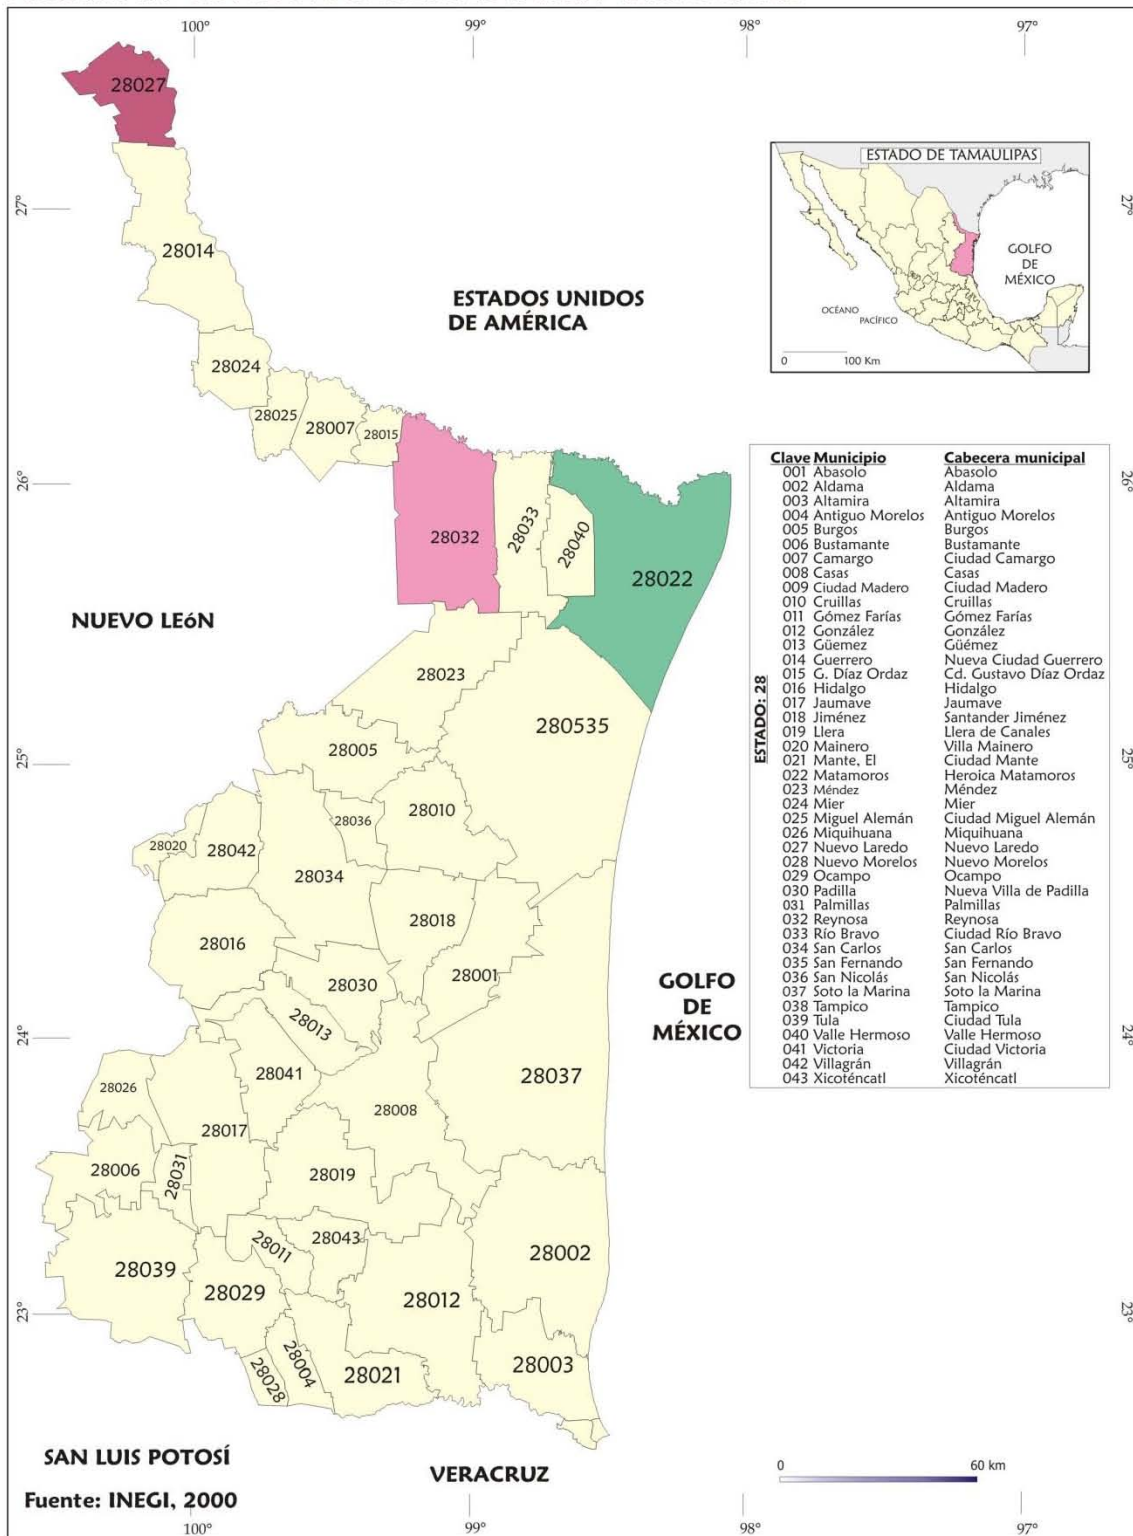 100°
99°
98°
97°
28027
ESTADO DE TAMAULIPAS
27°
27°
28014
GOLFO
DE
MÉXICO
ESTADOS UNIDOS
DE AMÉRICA
OCÉANO
PACÍFICO
0 100 Km
28024
28025
28007
28015
26°
26°
28032
28033
28040
28022
NUEVO LEóN
28023
280535
28005
25°
25°
28010
28036
28020
28042
28034
28018
28016
28001
28030
GOLFO
DE
MÉXICO
28013
24°
24°
28041
28037
28026
28008
28017
28006
28031
28019
28043
28011
28002
28039
28029
28012
23°
23°
28004
28003
28021
28028
ESTADO: 28
Clave Municipio Cabecera municipal
001 Abasolo Abasolo
002 Aldama Aldama
003 Altamira Altamira
004 Antiguo Morelos Antiguo Morelos
005 Burgos Burgos
006 Bustamante Bustamante
007 Camargo Ciudad Camargo
008 Casas Casas
009 Ciudad Madero Ciudad Madero
010 Cruillas Cruillas
011 Gómez Farías Gómez Farías
012 González González
013 Güemez Güémez
014 Guerrero Nueva Ciudad Guerrero
015 G. Díaz Ordaz Cd. Gustavo Díaz Ordaz
016 Hidalgo Hidalgo
017 Jaumave Jaumave
018 Jiménez Santander Jiménez
019 Llera Llera de Canales
020 Mainero Villa Mainero
021 Mante, El Ciudad Mante
022 Matamoros Heroica Matamoros
023 Méndez Méndez
024 Mier Mier
025 Miguel Alemán Ciudad Miguel Alemán
026 Miquihuana Miquihuana
027 Nuevo Laredo Nuevo Laredo
028 Nuevo Morelos Nuevo Morelos
029 Ocampo Ocampo
030 Padilla Nueva Villa de Padilla
031 Palmillas Palmillas
032 Reynosa Reynosa
033 Río Bravo Ciudad Río Bravo
034 San Carlos San Carlos
035 San Fernando San Fernando
036 San Nicolás San Nicolás
037 Soto la Marina Soto la Marina
038 Tampico Tampico
039 Tula Ciudad Tula
040 Valle Hermoso Valle Hermoso
041 Victoria Ciudad Victoria
042 Villagrán Villagrán
043 Xicoténcatl Xicoténcatl
SAN LUIS POTOSÍ
VERACRUZ
0 60 km
Fuente: INEGI, 2000
100°
99°
98°
97°